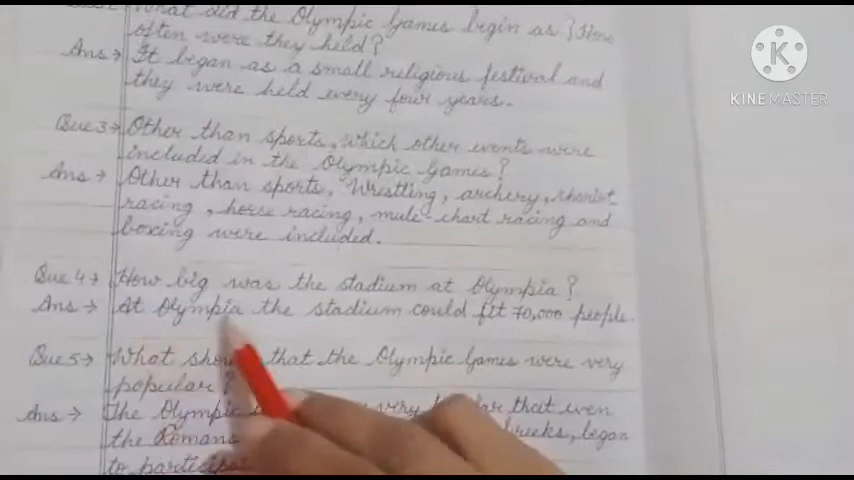 What did the Olympic Games begin as? How
often were they held?
Ans → It began as a small religious festival and
they were held every four years.
Que 3 → Other than sports, which other events were
included in the Olympic Games?
Ans → Other than sports, Wrestling, archery, chariot
racing, horse racing, mule-chart racing and
boxing were included.
Que 4 → How big was the stadium at Olympia?
Ans → At Olympia the stadium could fit 70,000 people.
Que 5 → What shows that the Olympic Games were very
popular?
Ans → The Olympic very that even
the Romans Greeks, began
to
KINEMASTER